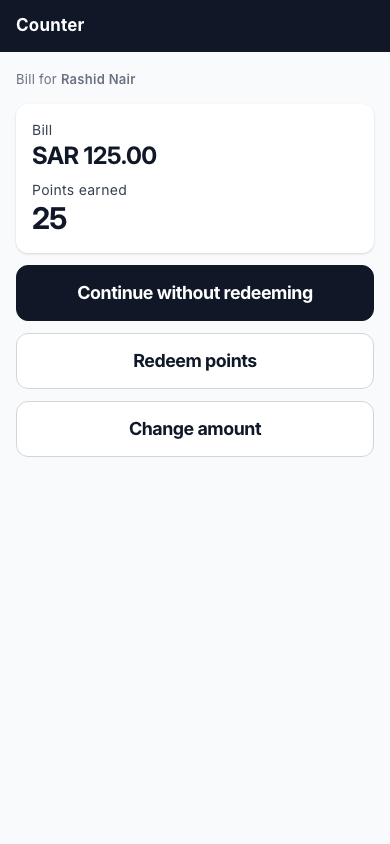 Counter
Bill for Rashid Nair
Bill
SAR 125.00
Points earned
25
Continue without redeeming
Redeem points
Change amount